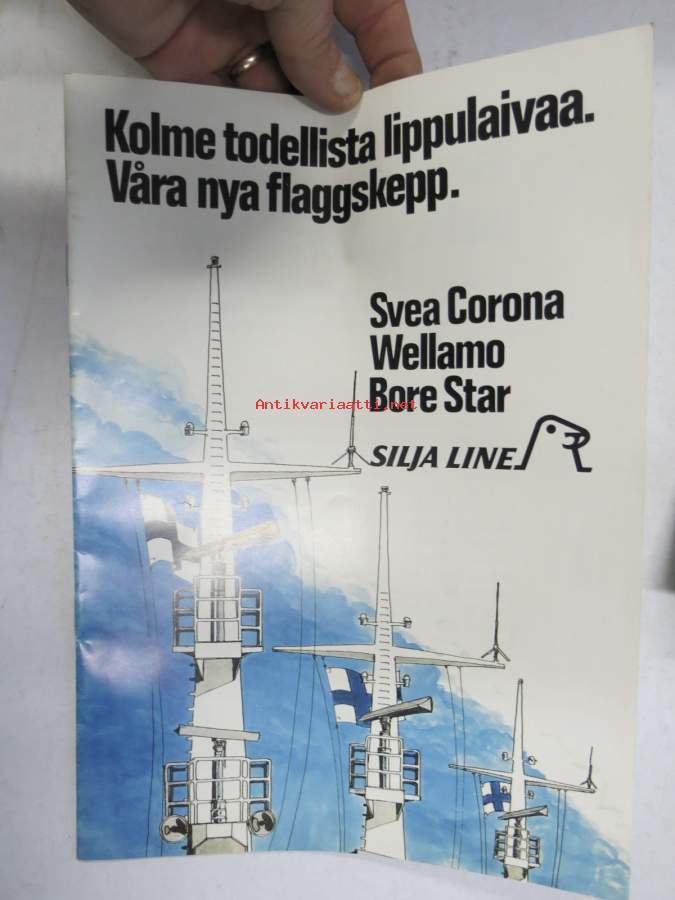 Kolme todellista lippulaivaa.
Våra nya flaggskepp.
Svea Corona
Wellamo
Antikvariaatti.net
Bore Star
SILJA LINE